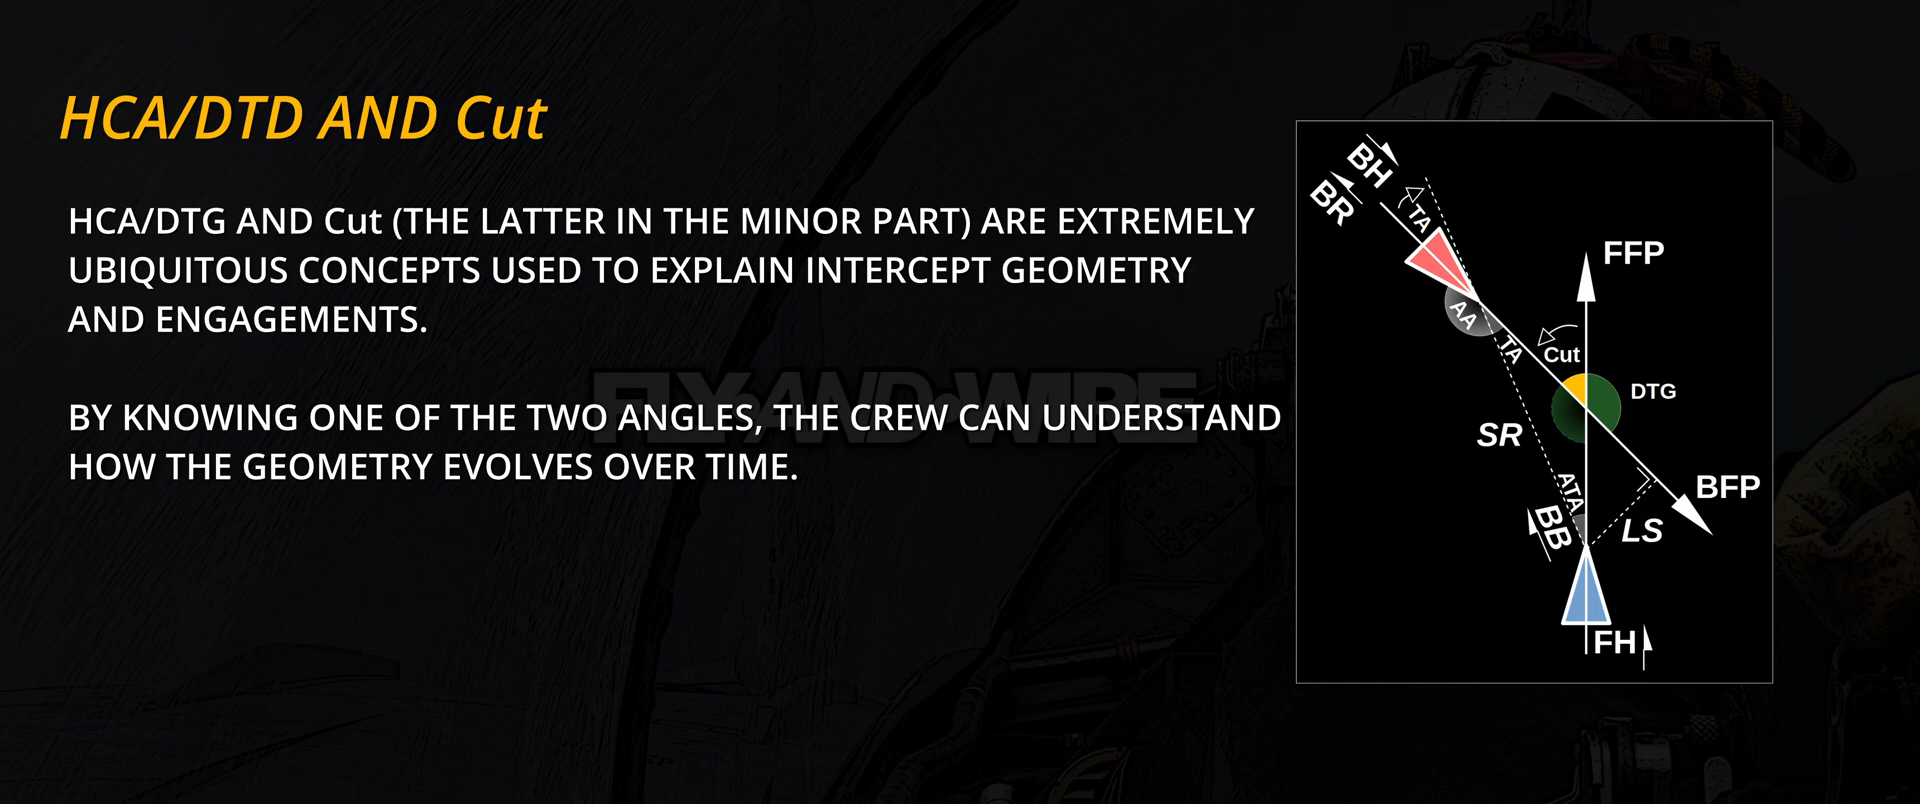 HCA/DTD AND Cut
HCA/DTG AND Cut (THE LATTER IN THE MINOR PART) ARE EXTREMELY
UBIQUITOUS CONCEPTS USED TO EXPLAIN INTERCEPT GEOMETRY
AND ENGAGEMENTS.
FLY AND WIRE
BY KNOWING ONE OF THE TWO ANGLES, THE CREW CAN UNDERSTAND
HOW THE GEOMETRY EVOLVES OVER TIME.
BH
BR
TA
FFP
AA
TA
Cut
DTG
SR
ATA
BFP
BB
LS
FH